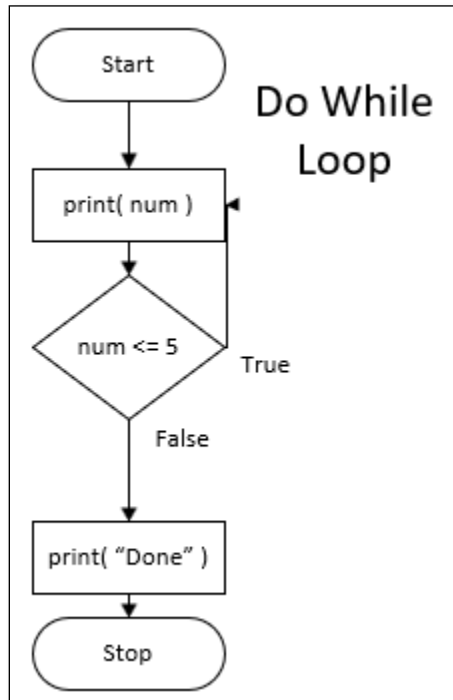 Start
Do While
Loop
print( num )
num <= 5
True
False
print( “Done” )
Stop